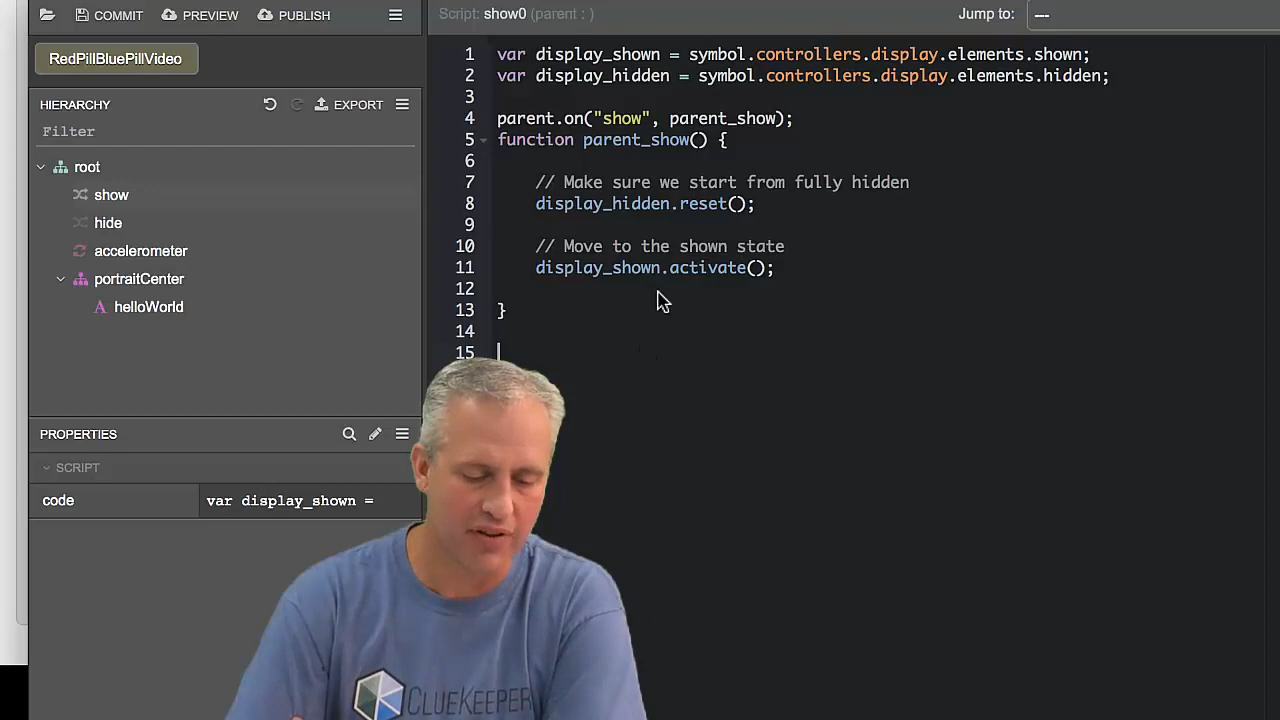 COMMIT PREVIEW PUBLISH
Script: show0 (parent : )
Jump to: ---
RedPillBluePillVideo
HIERARCHY EXPORT
Filter
root
show
hide
accelerometer
portraitCenter
A helloWorld
PROPERTIES
SCRIPT
code var display_shown =
1 var display_shown = symbol.controllers.display.elements.shown;
2 var display_hidden = symbol.controllers.display.elements.hidden;
3
4 parent.on("show", parent_show);
5 function parent_show() {
6
7 // Make sure we start from fully hidden
8 display_hidden.reset();
9
10 // Move to the shown state
11 display_shown.activate();
12
13 }
14
15
CLUEKEEPER